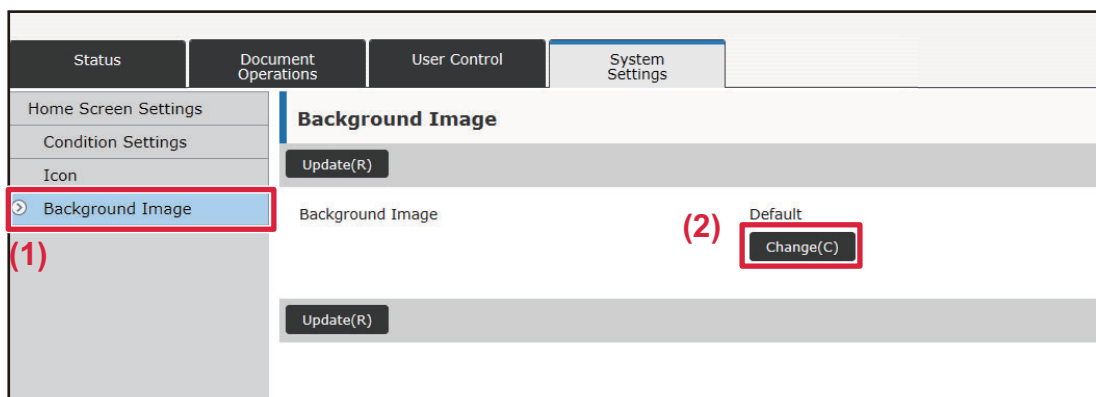 Status
Document
Operations
User Control
System
Settings
Home Screen Settings
Condition Settings
Icon
Background Image
(1)
Background Image
Update(R)
Background Image
Default
(2)
Change(C)
Update(R)